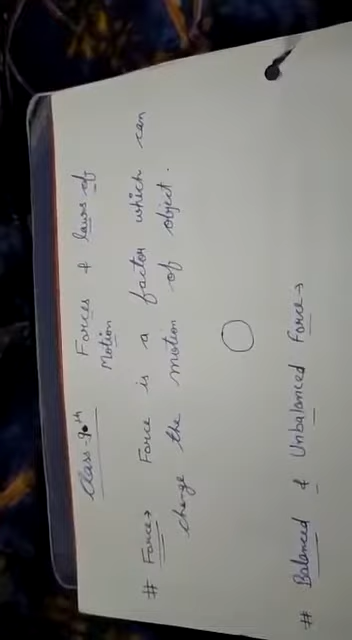 Class-9th Forces & laws of
Motion
# Force→ Force is a factor which can
change the motion of object.
# Balanced & Unbalanced Force→